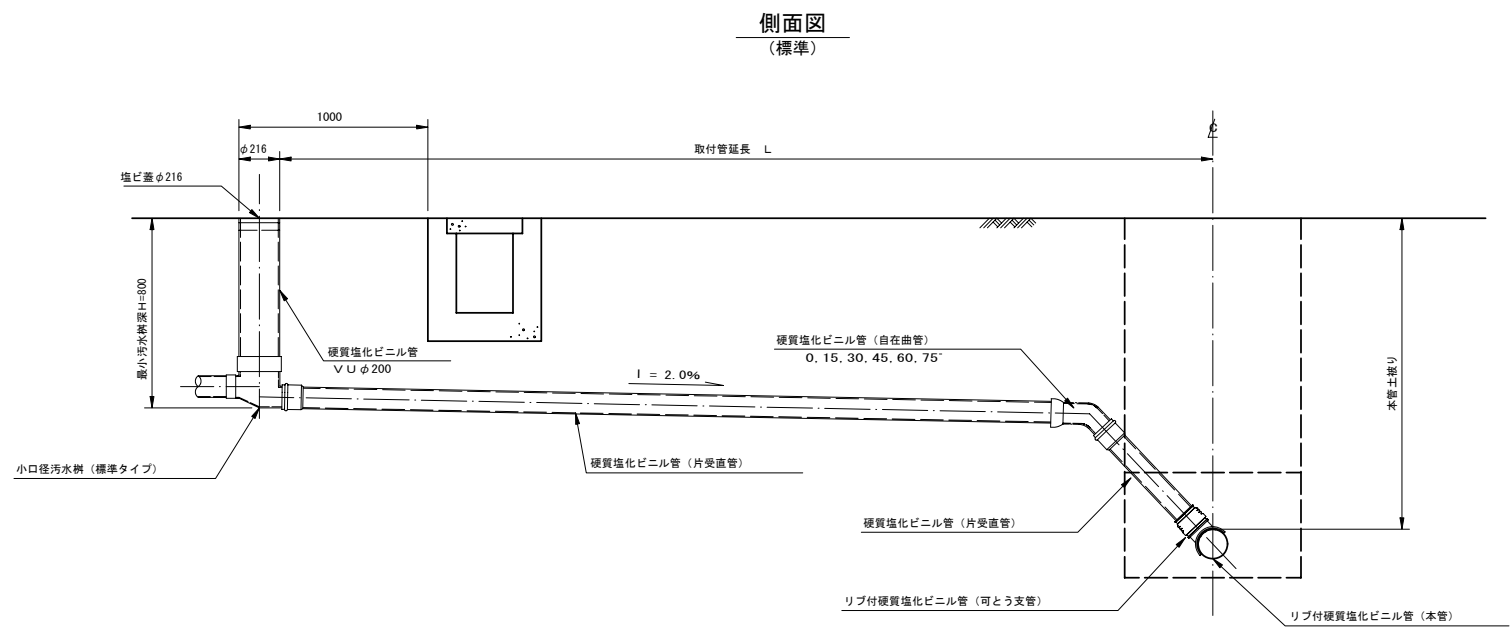 側面図
(標準)
1000
φ216
取付管延長 L
塩ビ蓋φ216
最小汚水桝深H=800
硬質塩化ビニル管
VUφ200
I = 2.0%
硬質塩化ビニル管(自在曲管)
0, 15, 30, 45, 60, 75°
本管土被り
小口径汚水桝(標準タイプ)
硬質塩化ビニル管(片受直管)
硬質塩化ビニル管(片受直管)
リブ付硬質塩化ビニル管(可とう支管)
リブ付硬質塩化ビニル管(本管)